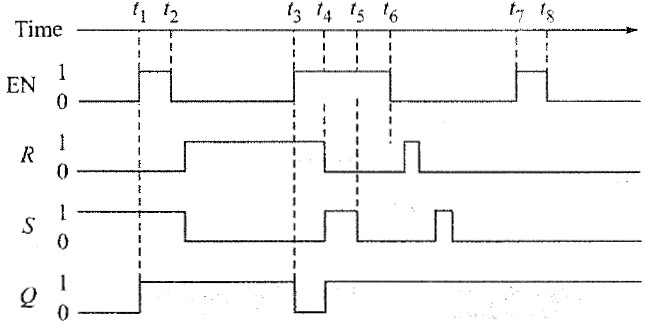 t1 t2 t3 t4 t5 t6 t7 t8
Time
EN 1 0
R 1 0
S 1 0
Q 1 0